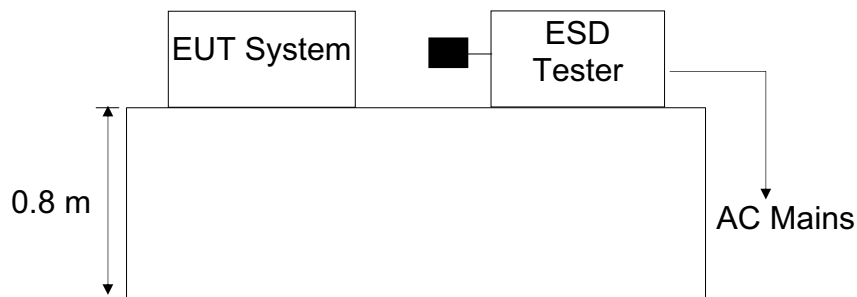 EUT System
ESD
Tester
0.8 m
AC Mains